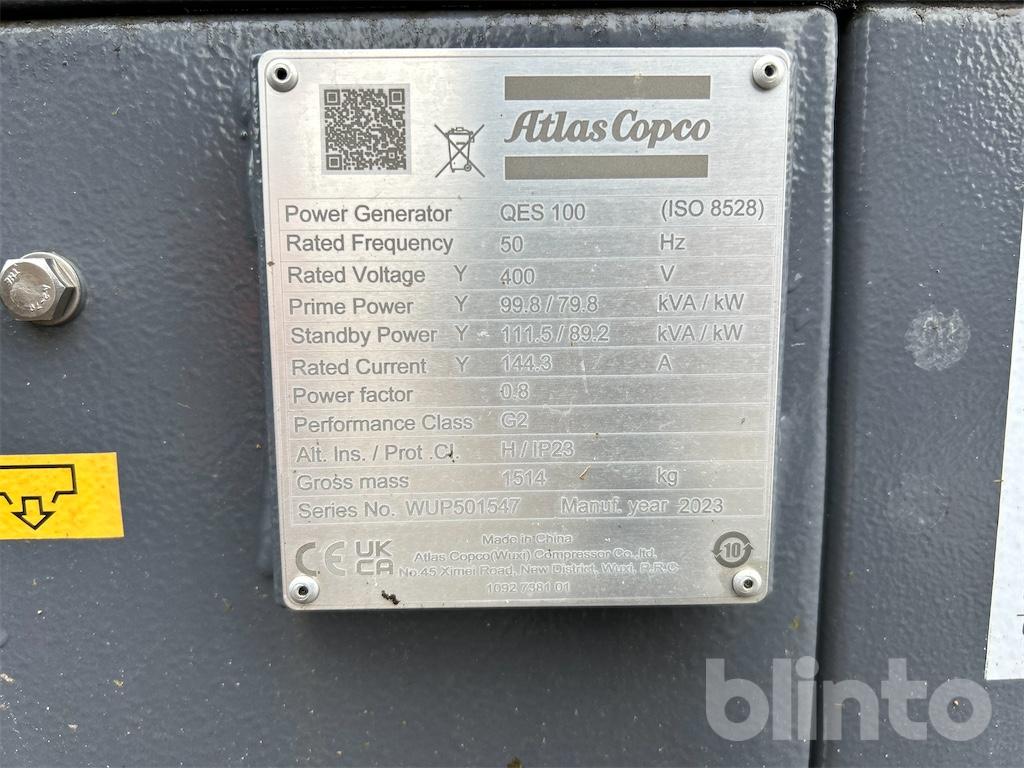 Atlas Copco
Power Generator QES 100 (ISO 8528)
Rated Frequency 50 Hz
Rated Voltage Y 400 V
Prime Power Y 99.8 / 79.8 kVA / kW
Standby Power Y 111.5 / 89.2 kVA / kW
Rated Current Y 144.3 A
Power factor 0.8
Performance Class G2
Alt. Ins. / Prot .Cl. H / IP23
Gross mass 1514 kg
Series No. WUP501547 Manuf. year 2023
Made in China
CE UK CA Atlas Copco(Wuxi) Compressor Co.,ltd. 10
No.45 Ximei Road, New District, Wuxi, P.R.C
1092 7381 01
blinto